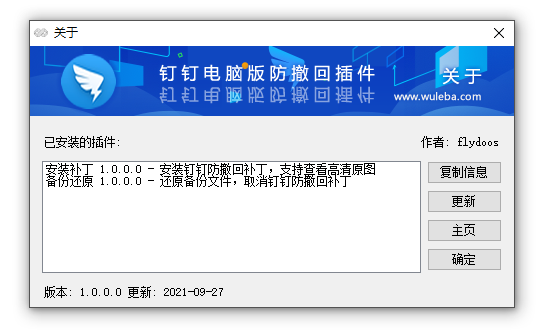 关于
钉钉电脑版防撤回插件
关于
www.wuleba.com
已安装的插件:
作者: flydoos
安装补丁 1.0.0.0 - 安装钉钉防撤回补丁，支持查看高清原图
备份还原 1.0.0.0 - 还原备份文件，取消钉钉防撤回补丁
复制信息
更新
主页
确定
版本: 1.0.0.0 更新: 2021-09-27